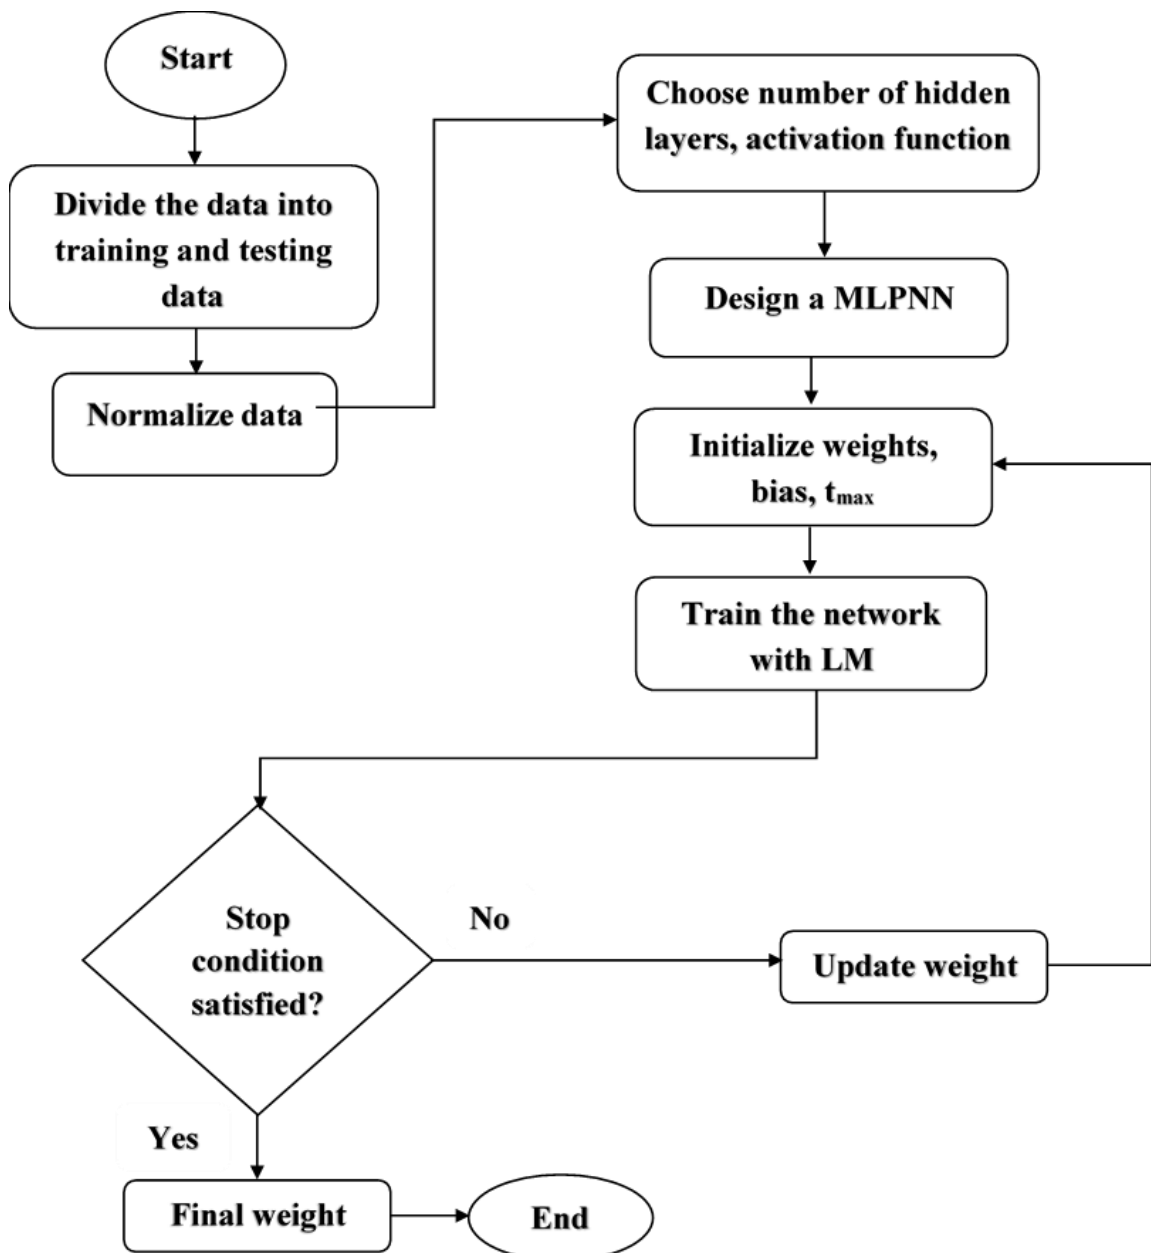 Start
Divide the data into
training and testing
data
Normalize data
Choose number of hidden
layers, activation function
Design a MLPNN
Initialize weights,
bias, tmax
Train the network
with LM
Stop
condition
satisfied?
No
Update weight
Yes
Final weight
End